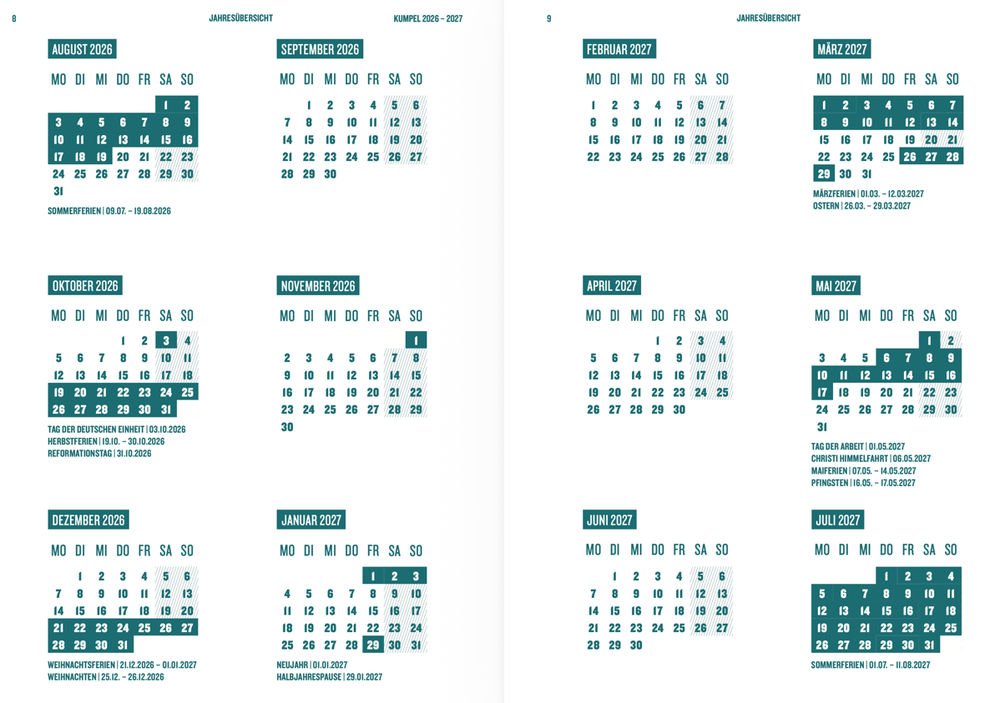 8
JAHRESÜBERSICHT
KUMPEL 2026 – 2027
AUGUST 2026
MO DI MI DO FR SA SO
1 2
3 4 5 6 7 8 9
10 11 12 13 14 15 16
17 18 19 20 21 22 23
24 25 26 27 28 29 30
31
SOMMERFERIEN | 09.07. – 19.08.2026
SEPTEMBER 2026
MO DI MI DO FR SA SO
1 2 3 4 5 6
7 8 9 10 11 12 13
14 15 16 17 18 19 20
21 22 23 24 25 26 27
28 29 30
OKTOBER 2026
MO DI MI DO FR SA SO
1 2 3 4
5 6 7 8 9 10 11
12 13 14 15 16 17 18
19 20 21 22 23 24 25
26 27 28 29 30 31
TAG DER DEUTSCHEN EINHEIT | 03.10.2026
HERBSTFERIEN | 19.10. – 30.10.2026
REFORMATIONSTAG | 31.10.2026
NOVEMBER 2026
MO DI MI DO FR SA SO
1
2 3 4 5 6 7 8
9 10 11 12 13 14 15
16 17 18 19 20 21 22
23 24 25 26 27 28 29
30
DEZEMBER 2026
MO DI MI DO FR SA SO
1 2 3 4 5 6
7 8 9 10 11 12 13
14 15 16 17 18 19 20
21 22 23 24 25 26 27
28 29 30 31
WEIHNACHTSFERIEN | 21.12.2026 – 01.01.2027
WEIHNACHTEN | 25.12. – 26.12.2026
JANUAR 2027
MO DI MI DO FR SA SO
1 2 3
4 5 6 7 8 9 10
11 12 13 14 15 16 17
18 19 20 21 22 23 24
25 26 27 28 29 30 31
NEUJAHR | 01.01.2027
HALBJAHRESPAUSE | 29.01.2027
9
JAHRESÜBERSICHT
FEBRUAR 2027
MO DI MI DO FR SA SO
1 2 3 4 5 6 7
8 9 10 11 12 13 14
15 16 17 18 19 20 21
22 23 24 25 26 27 28
MÄRZ 2027
MO DI MI DO FR SA SO
1 2 3 4 5 6 7
8 9 10 11 12 13 14
15 16 17 18 19 20 21
22 23 24 25 26 27 28
29 30 31
MÄRZFERIEN | 01.03. – 12.03.2027
OSTERN | 26.03. – 29.03.2027
APRIL 2027
MO DI MI DO FR SA SO
1 2 3 4
5 6 7 8 9 10 11
12 13 14 15 16 17 18
19 20 21 22 23 24 25
26 27 28 29 30
MAI 2027
MO DI MI DO FR SA SO
1 2
3 4 5 6 7 8 9
10 11 12 13 14 15 16
17 18 19 20 21 22 23
24 25 26 27 28 29 30
31
TAG DER ARBEIT | 01.05.2027
CHRISTI HIMMELFAHRT | 06.05.2027
MAIFERIEN | 07.05. – 14.05.2027
PFINGSTEN | 16.05. – 17.05.2027
JUNI 2027
MO DI MI DO FR SA SO
1 2 3 4 5 6
7 8 9 10 11 12 13
14 15 16 17 18 19 20
21 22 23 24 25 26 27
28 29 30
JULI 2027
MO DI MI DO FR SA SO
1 2 3 4
5 6 7 8 9 10 11
12 13 14 15 16 17 18
19 20 21 22 23 24 25
26 27 28 29 30 31
SOMMERFERIEN | 01.07. – 11.08.2027